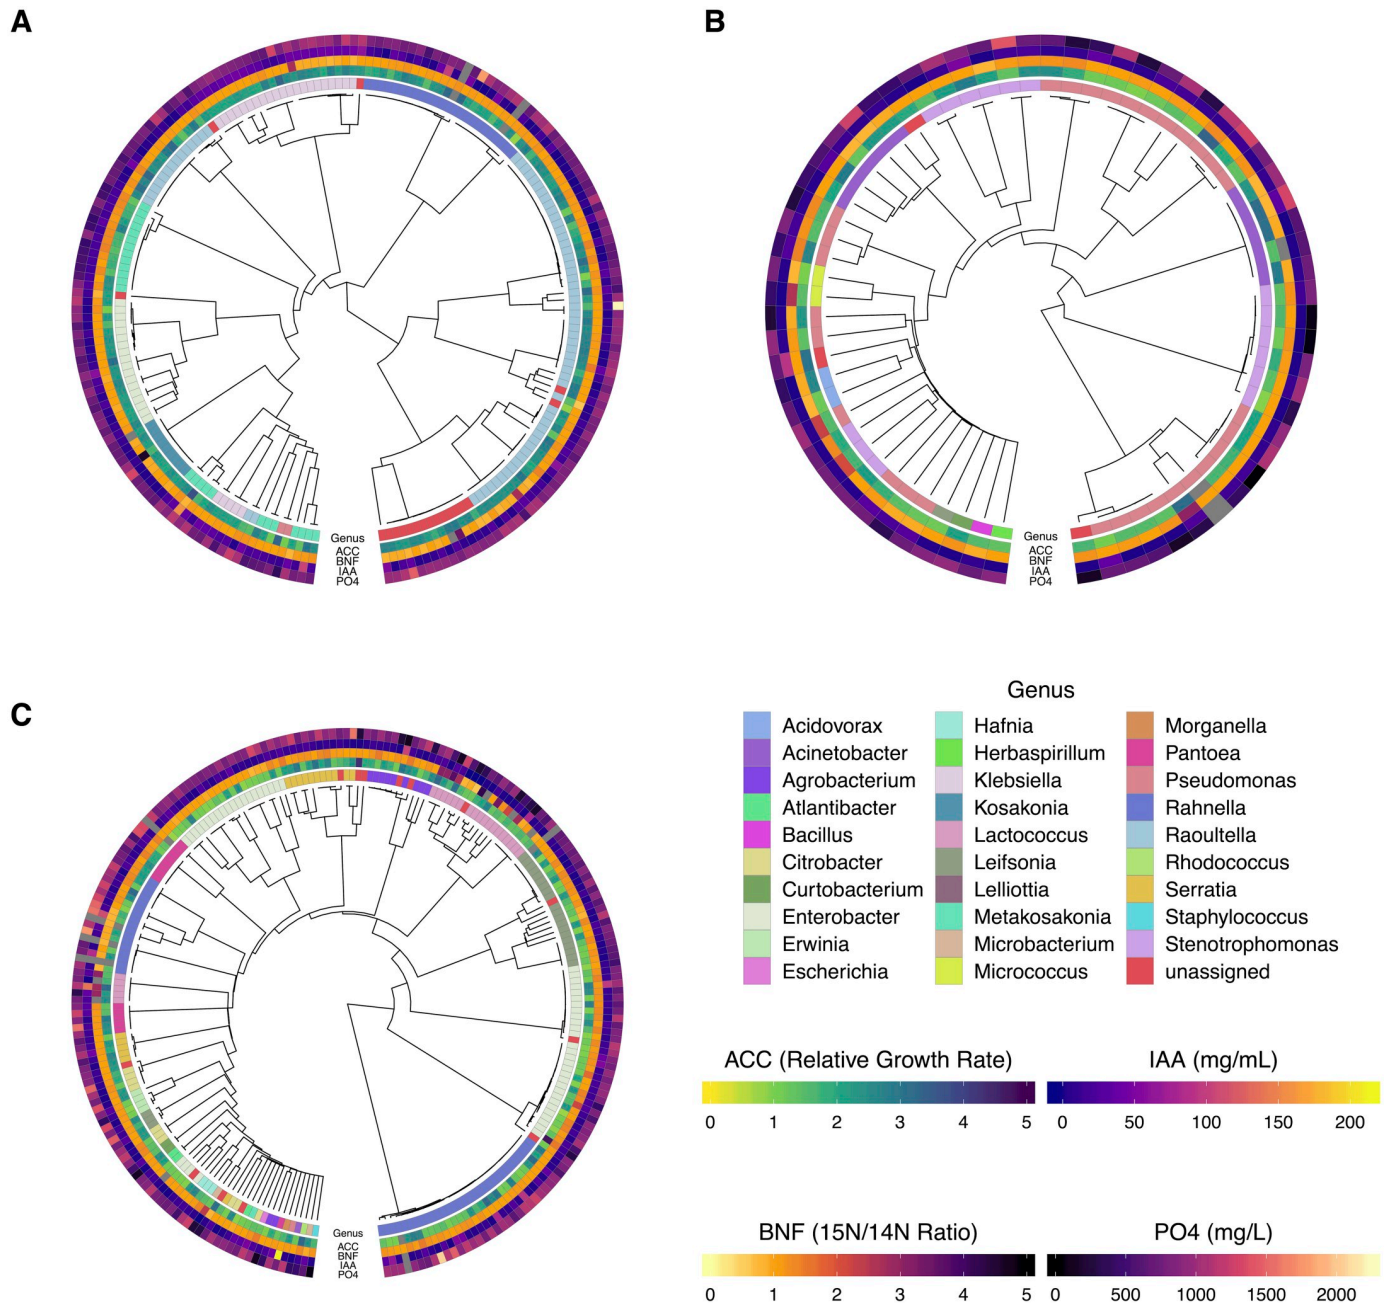 A
B
Genus
ACC
BNF
IAA
PO4
Genus
ACC
BNF
IAA
PO4
C
Genus
ACC
BNF
IAA
PO4
Genus
Acidovorax
Acinetobacter
Agrobacterium
Atlantibacter
Bacillus
Citrobacter
Curtobacterium
Enterobacter
Erwinia
Escherichia
Hafnia
Herbaspirillum
Klebsiella
Kosakonia
Lactococcus
Leifsonia
Lelliottia
Metakosakonia
Microbacterium
Micrococcus
Morganella
Pantoea
Pseudomonas
Rahnella
Raoultella
Rhodococcus
Serratia
Staphylococcus
Stenotrophomonas
unassigned
ACC (Relative Growth Rate)
0 1 2 3 4 5
IAA (mg/mL)
0 50 100 150 200
BNF (15N/14N Ratio)
0 1 2 3 4 5
PO4 (mg/L)
0 500 1000 1500 2000